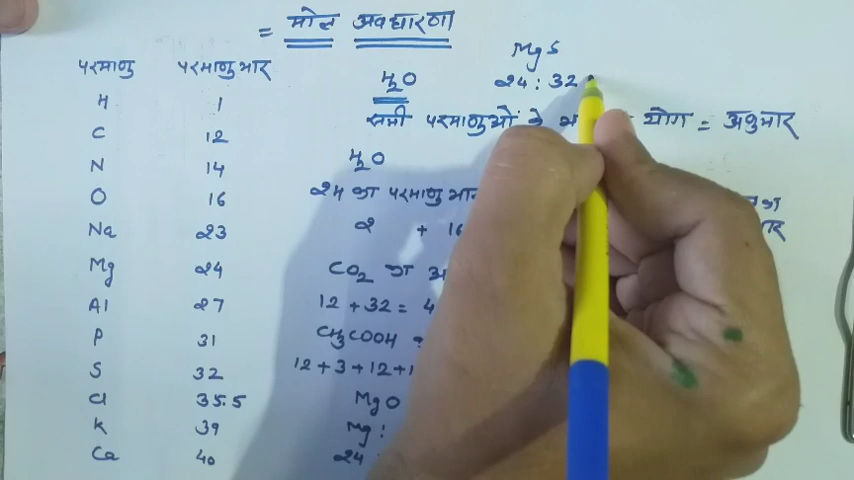 = मोल अवधारणा
परमाणु परमाणुभार
H 1
C 12
N 14
O 16
Na 23
Mg 24
Al 27
P 31
S 32
Cl 35.5
K 39
Ca 40
H2O
MgS
24 : 32
सभी परमाणुओं के योग = अणुभार
H2O
2H का परमाणु भार
2 + 16
CO2 का
12 + 32 =
CH3COOH
12 + 3 + 12 +
MgO
Mg :
24